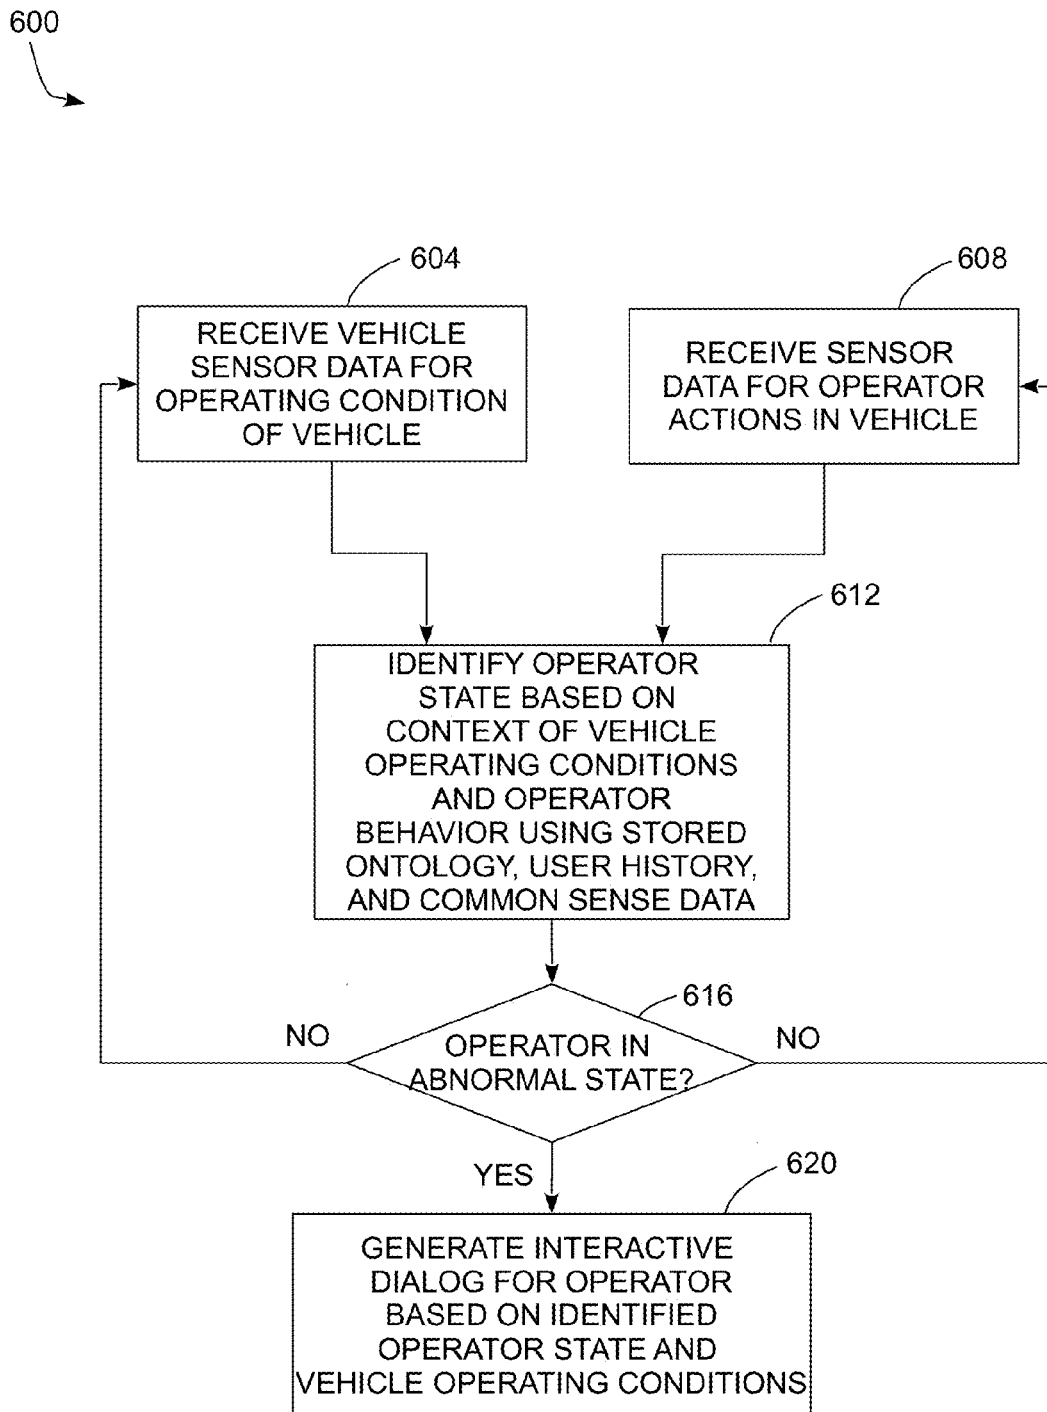 600
604
RECEIVE VEHICLE
SENSOR DATA FOR
OPERATING CONDITION
OF VEHICLE
608
RECEIVE SENSOR
DATA FOR OPERATOR
ACTIONS IN VEHICLE
612
IDENTIFY OPERATOR
STATE BASED ON
CONTEXT OF VEHICLE
OPERATING CONDITIONS
AND OPERATOR
BEHAVIOR USING STORED
ONTOLOGY, USER HISTORY,
AND COMMON SENSE DATA
616
NO
OPERATOR IN
ABNORMAL STATE?
NO
YES
620
GENERATE INTERACTIVE
DIALOG FOR OPERATOR
BASED ON IDENTIFIED
OPERATOR STATE AND
VEHICLE OPERATING CONDITIONS